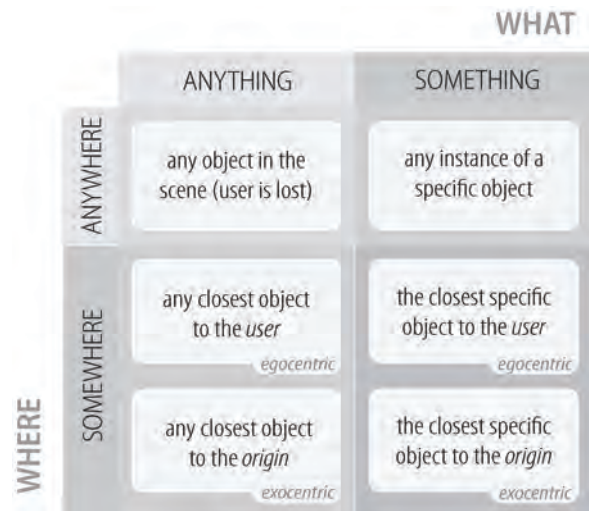 WHAT
ANYTHING
SOMETHING
WHERE
ANYWHERE
any object in the
scene (user is lost)
any instance of a
specific object
SOMEWHERE
any closest object
to the user
egocentric
the closest specific
object to the user
egocentric
any closest object
to the origin
exocentric
the closest specific
object to the origin
exocentric